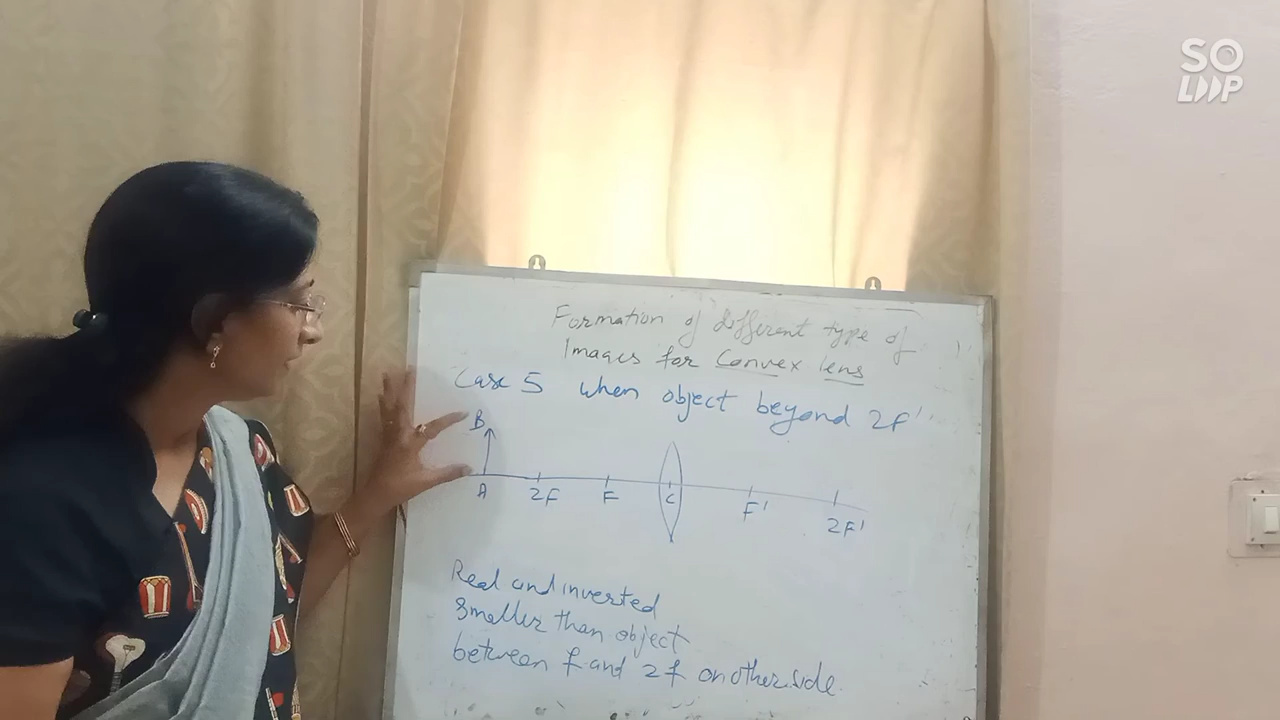 SO
LOOP
Formation of different type of
Images for Convex lens
Case 5 when object beyond 2F'
B
A 2F F C F' 2F'
Real and inverted
smaller than object
between f and 2f on other side